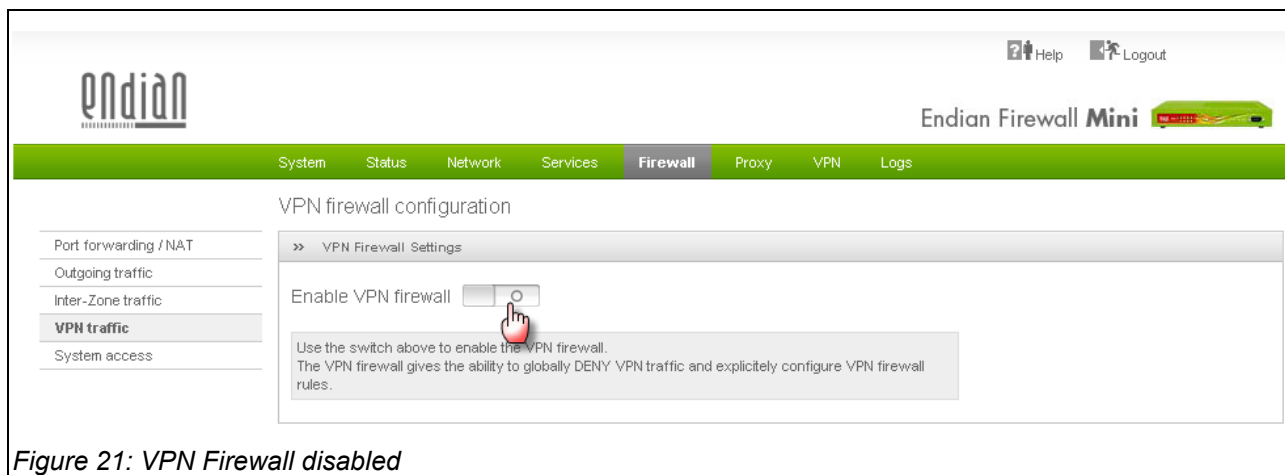 Help Logout
endian
Endian Firewall Mini
System Status Network Services Firewall Proxy VPN Logs
VPN firewall configuration
Port forwarding / NAT
Outgoing traffic
Inter-Zone traffic
VPN traffic
System access
>> VPN Firewall Settings
Enable VPN firewall
Use the switch above to enable the VPN firewall.
The VPN firewall gives the ability to globally DENY VPN traffic and explicitely configure VPN firewall
rules.
Figure 21: VPN Firewall disabled